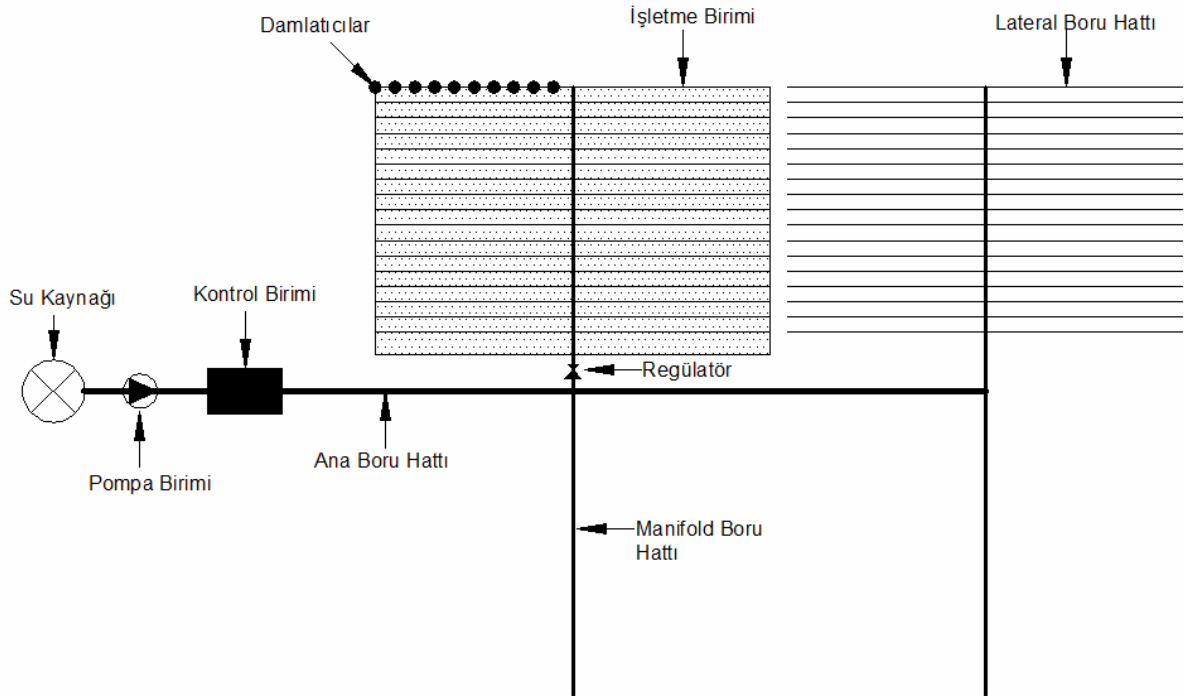 İşletme Birimi
Lateral Boru Hattı
Damlatıcılar
Su Kaynağı
Kontrol Birimi
Regülatör
Ana Boru Hattı
Pompa Birimi
Manifold Boru
Hattı